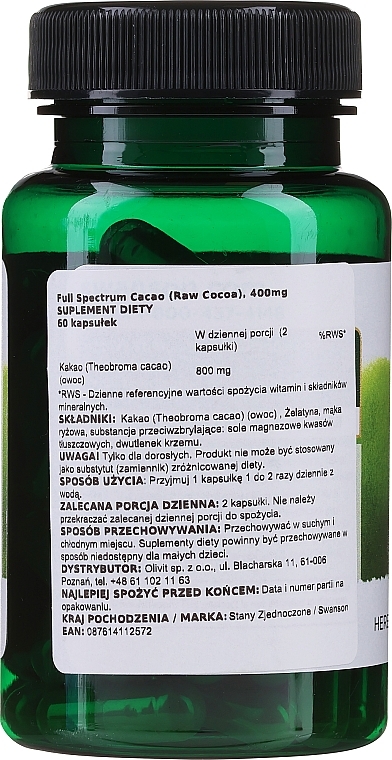 Full Spectrum Cacao (Raw Cocoa), 400mg
SUPLEMENT DIETY
60 kapsułek
W dziennej porcji (2 kapsułki) %RWS*
Kakao (Theobroma cacao) (owoc) 800 mg
*RWS - Dzienne referencyjne wartości spożycia witamin i składników
mineralnych.
SKŁADNIKI: Kakao (Theobroma cacao) (owoc) , Żelatyna, mąka
ryżowa, substancje przeciwzbrylające: sole magnezowe kwasów
tłuszczowych, dwutlenek krzemu.
UWAGA! Tylko dla dorosłych. Produkt nie może być stosowany
jako substytut (zamiennik) zróżnicowanej diety.
SPOSÓB UŻYCIA: Przyjmuj 1 kapsułkę 1 do 2 razy dziennie z
wodą.
ZALECANA PORCJA DZIENNA: 2 kapsułki. Nie należy
przekraczać zalecanej dziennej porcji do spożycia.
SPOSÓB PRZECHOWYWANIA: Przechowywać w suchym i
chłodnym miejscu. Suplementy diety powinny być przechowywane w
sposób niedostępny dla małych dzieci.
DYSTRYBUTOR: Olivit sp. z o.o., ul. Blacharska 11, 61-006
Poznań, tel. +48 61 102 11 63
NAJLEPIEJ SPOŻYĆ PRZED KOŃCEM: Data i numer partii na
opakowaniu.
KRAJ POCHODZENIA / MARKA: Stany Zjednoczone / Swanson
EAN: 087614112572
HERB